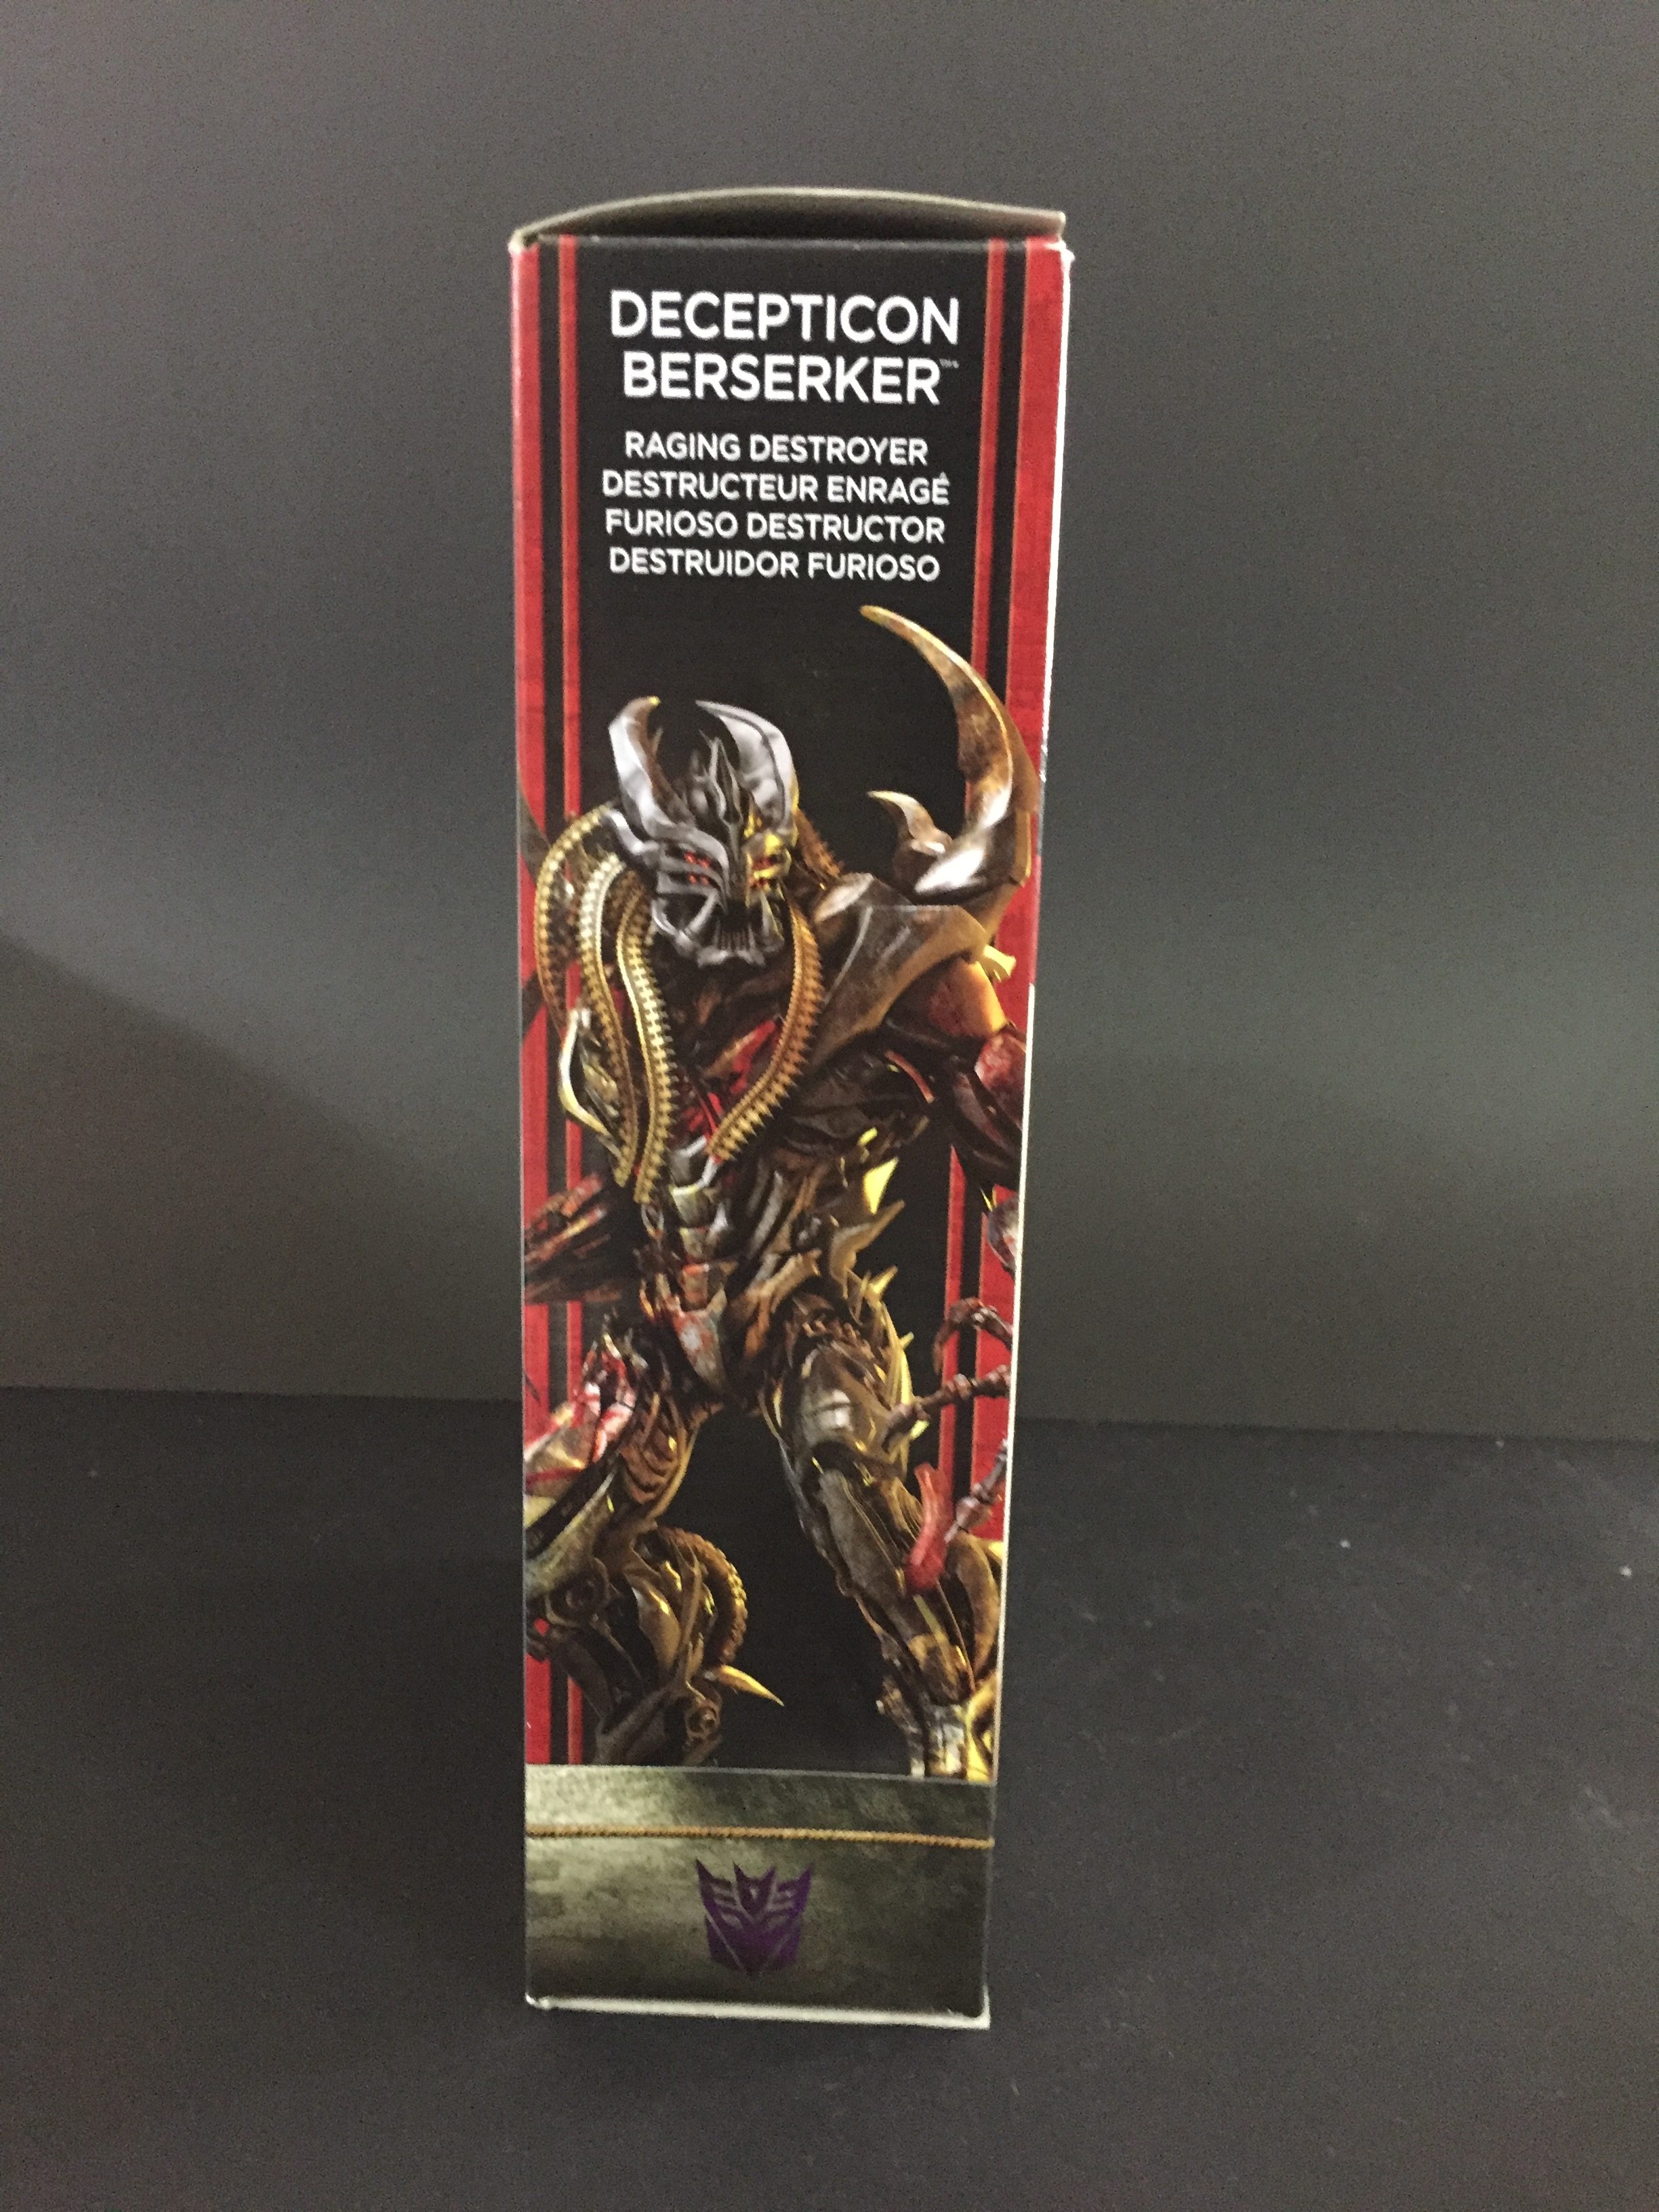 DECEPTICON
BERSERKER™*
RAGING DESTROYER
DESTRUCTEUR ENRAGÉ
FURIOSO DESTRUCTOR
DESTRUIDOR FURIOSO